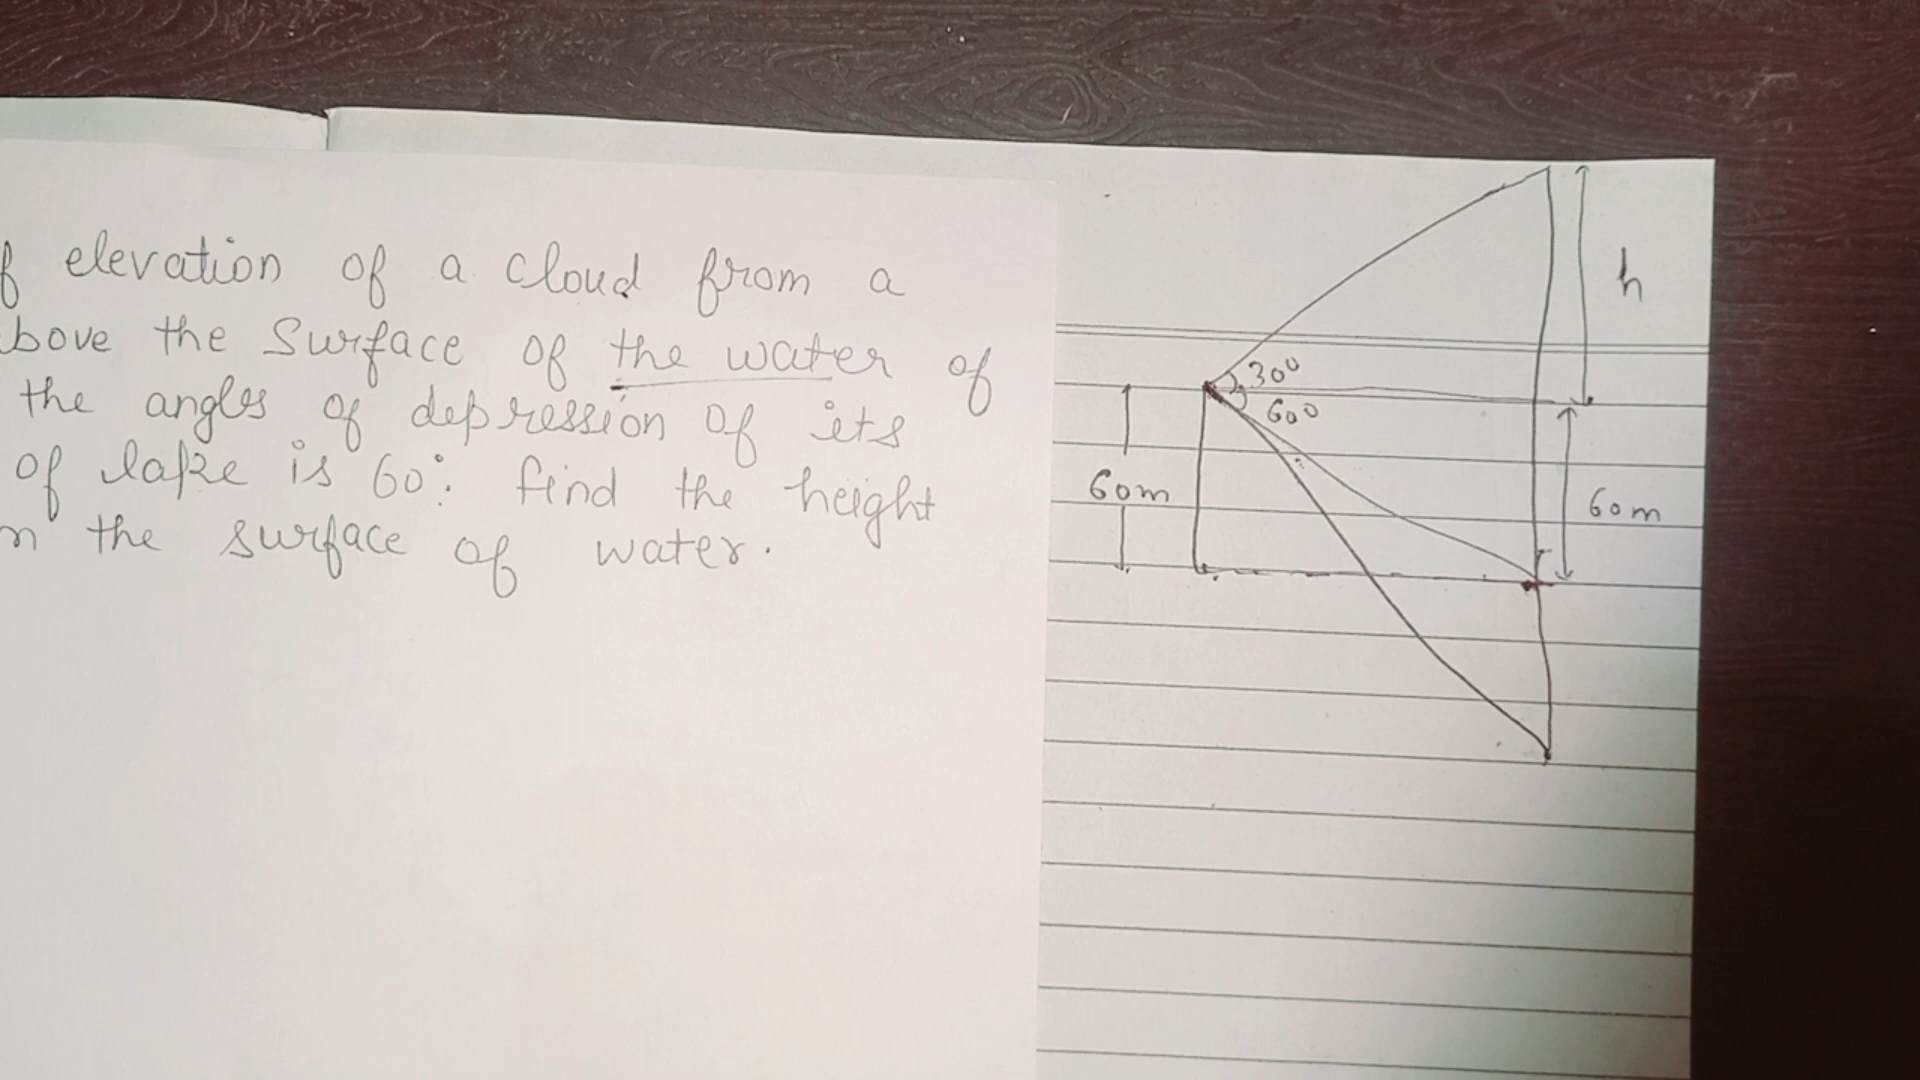 elevation of a cloud from a
bove the Surface of the water of
the angles of depression of its
of lake is 60°. find the height
n the surface of water.
h
30°
60°
60m
60m